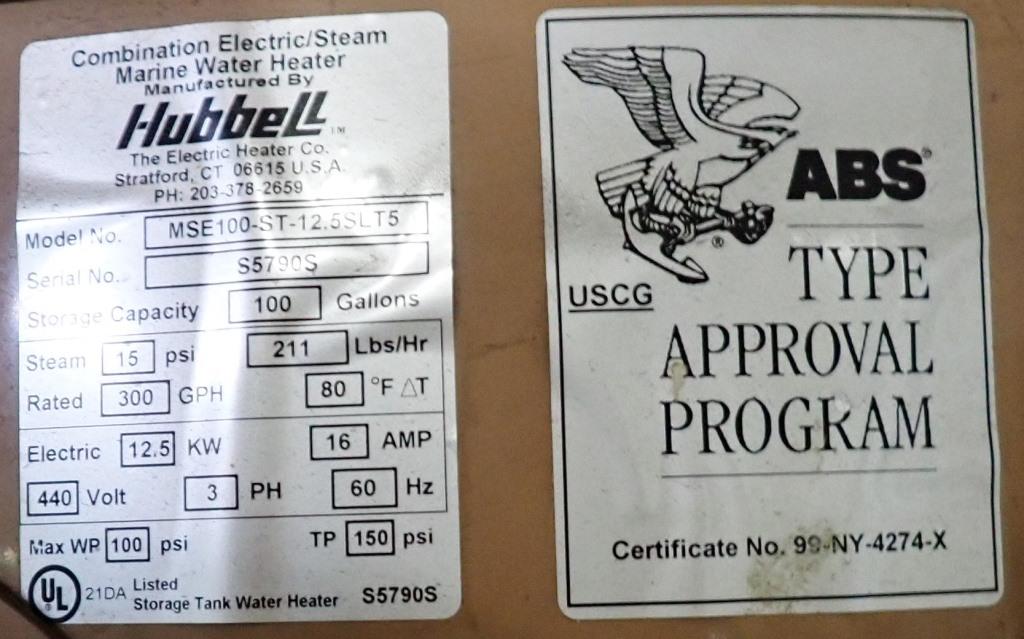 Combination Electric/Steam
Marine Water Heater
Manufactured By
Hubbell ™
The Electric Heater Co.
Stratford, CT 06615 U.S.A.
PH: 203-378-2659
Model No. MSE100-ST-12.5SLT5
Serial No. S5790S
Storage Capacity 100 Gallons
Steam 15 psi 211 Lbs/Hr
Rated 300 GPH 80 °F △T
Electric 12.5 KW 16 AMP
440 Volt 3 PH 60 Hz
Max WP 100 psi TP 150 psi
UL ® 21DA Listed
Storage Tank Water Heater S5790S
®
ABS®
USCG
TYPE
APPROVAL
PROGRAM
Certificate No. 99-NY-4274-X